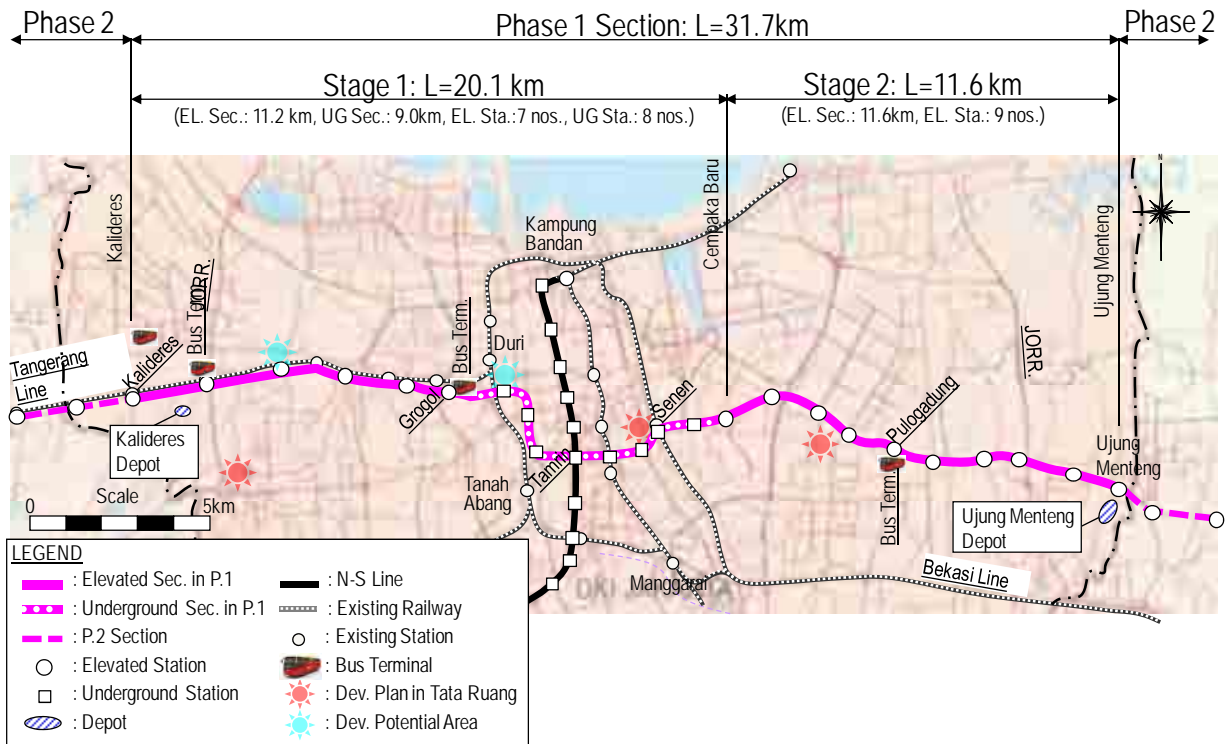 Phase 2
Phase 1 Section: L=31.7km
Phase 2
Stage 1: L=20.1 km
(EL. Sec.: 11.2 km, UG Sec.: 9.0km, EL. Sta.:7 nos., UG Sta.: 8 nos.)
Stage 2: L=11.6 km
(EL. Sec.: 11.6km, EL. Sta.: 9 nos.)
Kalideres
Cempaka Baru
Ujung Menteng
N
Kampung
Bandan
JORR.
Bus Term.
Bus Term.
Duri
JORR.
Tangerang
Line
Kalideres
Grogol
Senen
Pulogadung
Ujung
Menteng
Kalideres
Depot
Tanah
Abang
Tamrin
Bus Term.
Ujung Menteng
Depot
Scale
0
5km
Manggarai
DKI
Bekasi Line
LEGEND
: Elevated Sec. in P.1
: Underground Sec. in P.1
: P.2 Section
: Elevated Station
: Underground Station
: Depot
: N-S Line
: Existing Railway
: Existing Station
: Bus Terminal
: Dev. Plan in Tata Ruang
: Dev. Potential Area